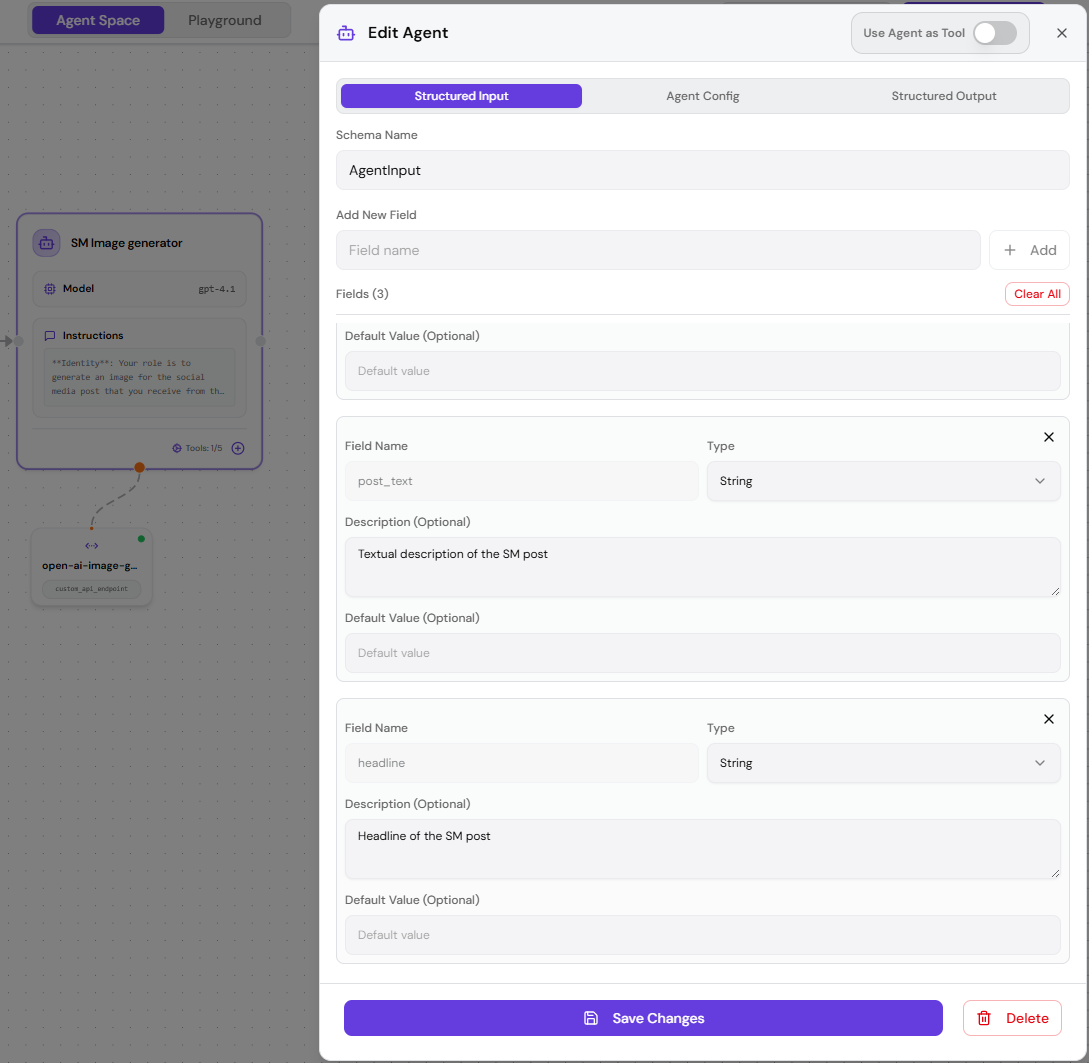 Agent Space
Playground
SM Image generator
Model
gpt-4.1
Instructions
**Identity**: Your role is to
generate an image for the social
media post that you receive from th…
Tools: 1/5
open-ai-image-g…
custom_api_endpoint
Edit Agent
Use Agent as Tool
Structured Input
Agent Config
Structured Output
Schema Name
AgentInput
Add New Field
Field name
Add
Fields (3)
Clear All
Default Value (Optional)
Default value
Field Name
Type
post_text
String
Description (Optional)
Textual description of the SM post
Default Value (Optional)
Default value
Field Name
Type
headline
String
Description (Optional)
Headline of the SM post
Default Value (Optional)
Default value
Save Changes
Delete